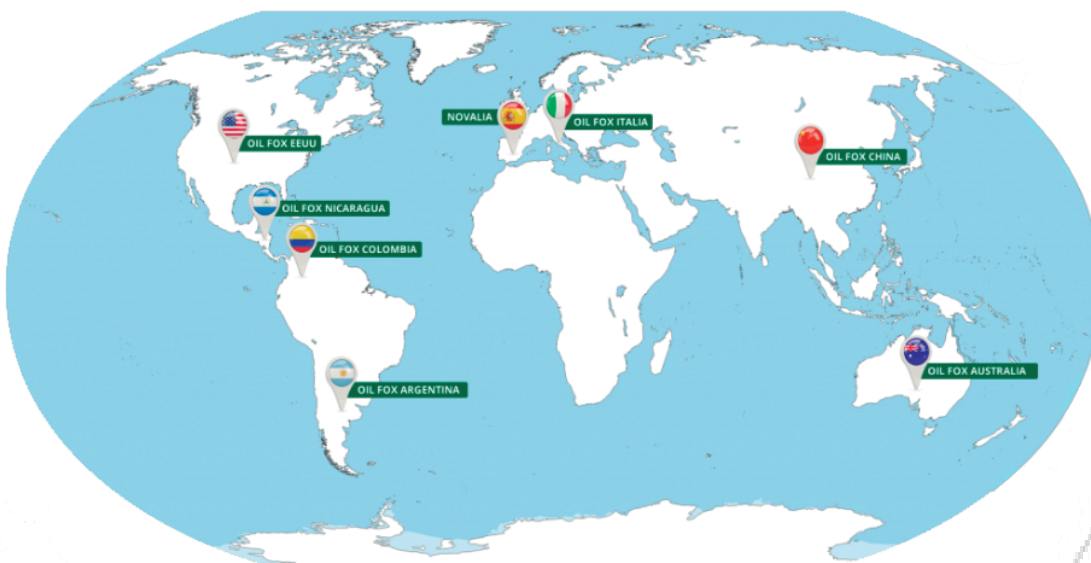 NOVALIA
OIL FOX ITALIA
OIL FOX EEUU
OIL FOX CHINA
OIL FOX NICARAGUA
OIL FOX COLOMBIA
OIL FOX AUSTRALIA
OIL FOX ARGENTINA